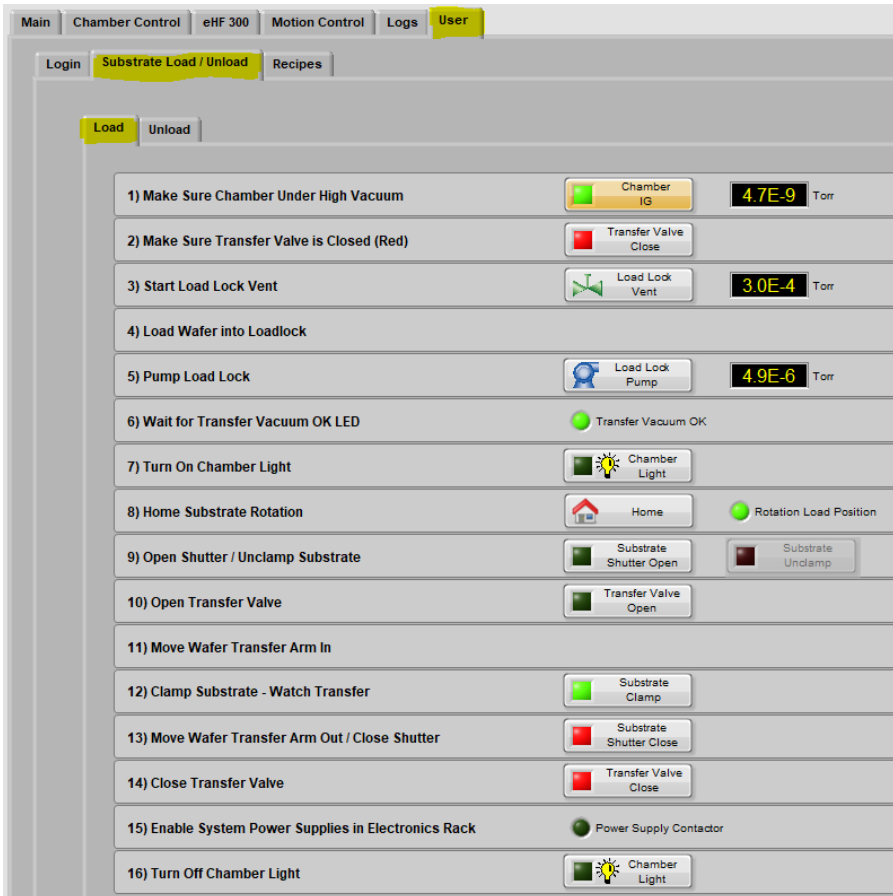 Main Chamber Control eHF 300 Motion Control Logs User
Login Substrate Load / Unload Recipes
Load Unload
1) Make Sure Chamber Under High Vacuum Chamber IG 4.7E-9 Torr
2) Make Sure Transfer Valve is Closed (Red) Transfer Valve Close
3) Start Load Lock Vent Load Lock Vent 3.0E-4 Torr
4) Load Wafer into Loadlock
5) Pump Load Lock Load Lock Pump 4.9E-6 Torr
6) Wait for Transfer Vacuum OK LED Transfer Vacuum OK
7) Turn On Chamber Light Chamber Light
8) Home Substrate Rotation Home Rotation Load Position
9) Open Shutter / Unclamp Substrate Substrate Shutter Open Substrate Unclamp
10) Open Transfer Valve Transfer Valve Open
11) Move Wafer Transfer Arm In
12) Clamp Substrate - Watch Transfer Substrate Clamp
13) Move Wafer Transfer Arm Out / Close Shutter Substrate Shutter Close
14) Close Transfer Valve Transfer Valve Close
15) Enable System Power Supplies in Electronics Rack Power Supply Contactor
16) Turn Off Chamber Light Chamber Light